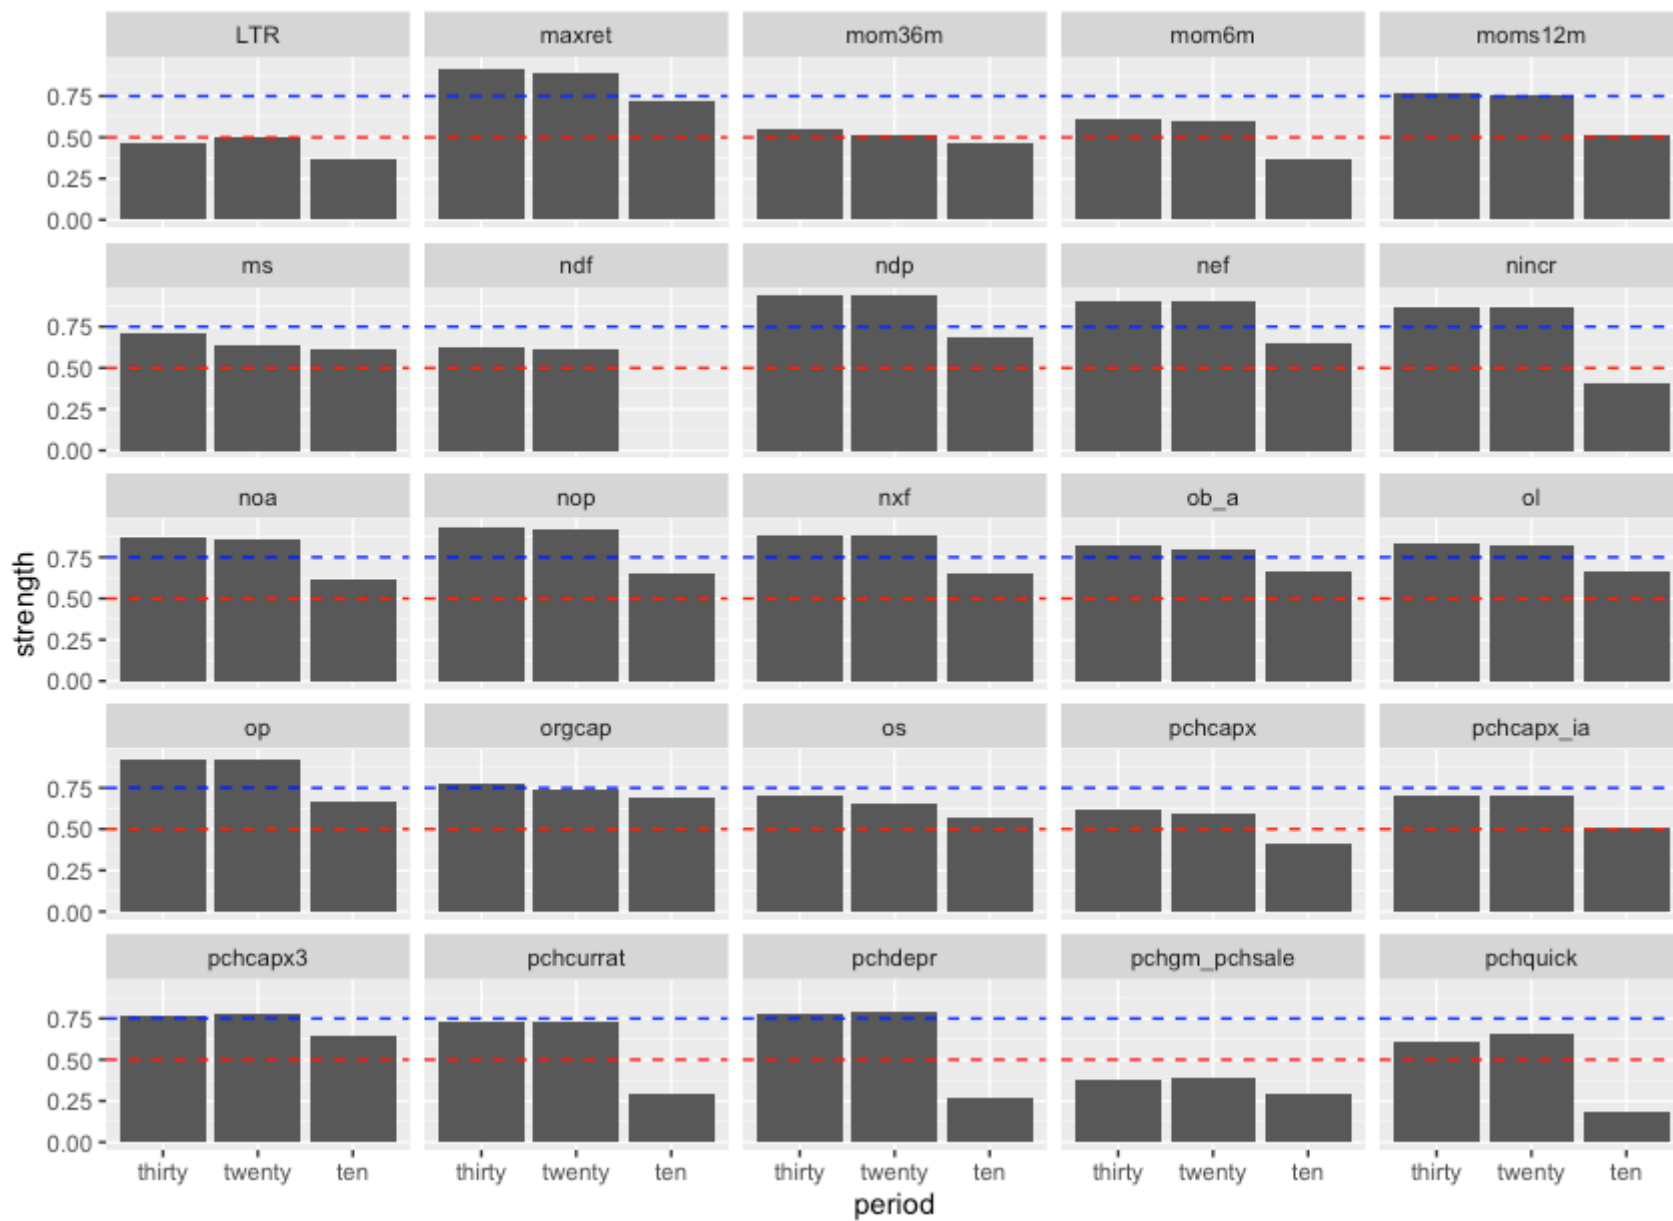 LTR maxret mom36m mom6m moms12m
0.75
0.50
0.25
0.00
ms ndf ndp nef nincr
0.75
0.50
0.25
0.00
noa nop nxf ob_a ol
0.75
0.50
0.25
0.00
strength
op orgcap os pchcapx pchcapx_ia
0.75
0.50
0.25
0.00
pchcapx3 pchcurrat pchdepr pchgm_pchsale pchquick
0.75
0.50
0.25
0.00
thirty twenty ten thirty twenty ten thirty twenty ten thirty twenty ten thirty twenty ten
period